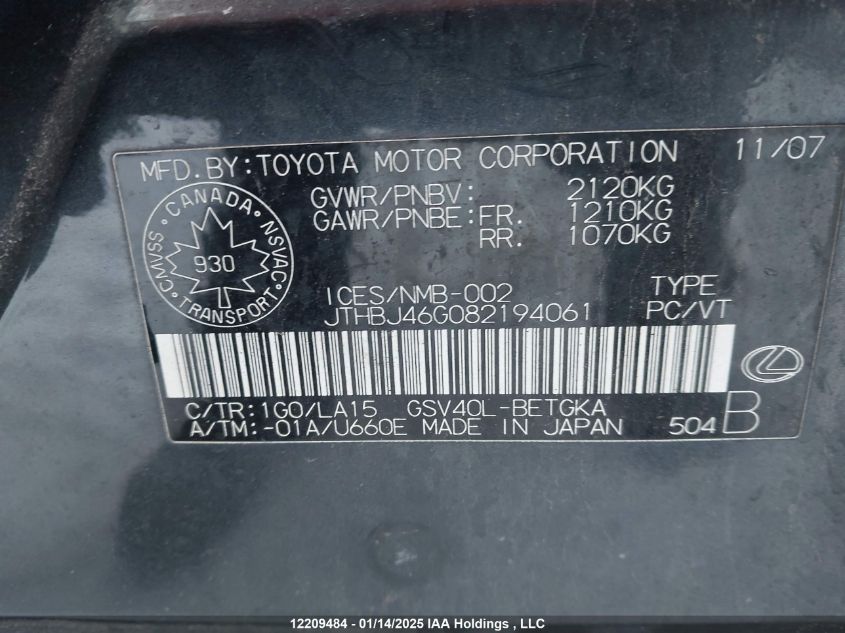 MFD.BY:TOYOTA MOTOR CORPORATION 11/07
GVWR/PNBV: 2120KG
GAWR/PNBE:FR. 1210KG
RR. 1070KG
CANADA
CMVSS NSVAC
930
TRANSPORT
ICES/NMB-002 TYPE
JTHBJ46G082194061 PC/VT
C/TR:1G0/LA15 GSV40L-BETGKA
A/TM:-01A/U660E MADE IN JAPAN 504 B
12209484 - 01/14/2025 IAA Holdings , LLC